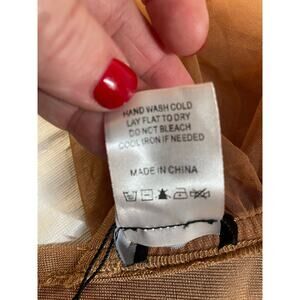 HAND WASH COLD
LAY FLAT TO DRY
DO NOT BLEACH
COOL IRON IF NEEDED
MADE IN CHINA